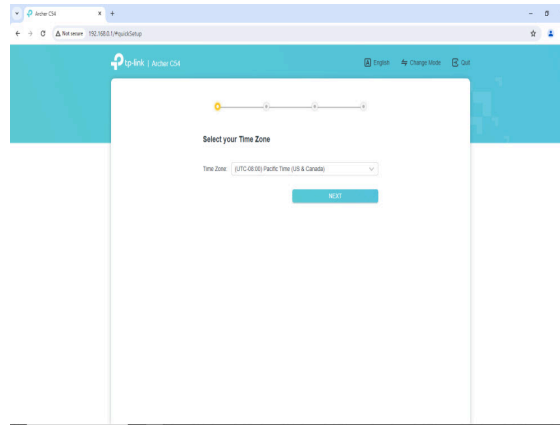 Archer C54
Not secure 192.168.0.1/#quickSetup
tp-link | Archer C54
English Change Mode Quit
Select your Time Zone
Time Zone: (UTC-08:00) Pacific Time (US & Canada)
NEXT